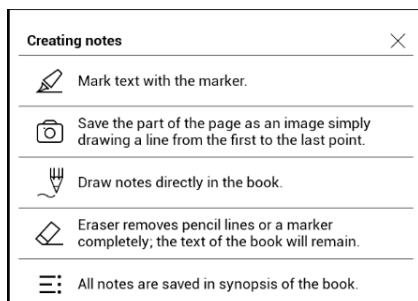 Creating notes
Mark text with the marker.
Save the part of the page as an image simply
drawing a line from the first to the last point.
Draw notes directly in the book.
Eraser removes pencil lines or a marker
completely; the text of the book will remain.
All notes are saved in synopsis of the book.